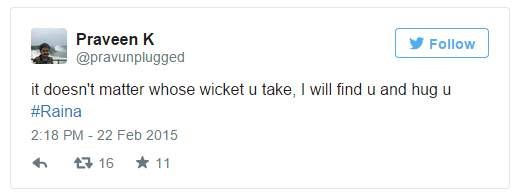 Praveen K
@pravunplugged
Follow
it doesn't matter whose wicket u take, I will find u and hug u
#Raina
2:18 PM - 22 Feb 2015
16 11